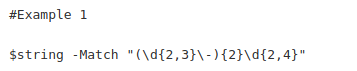 #Example 1
$string -Match "(\d{2,3}\-){2}\d{2,4}"